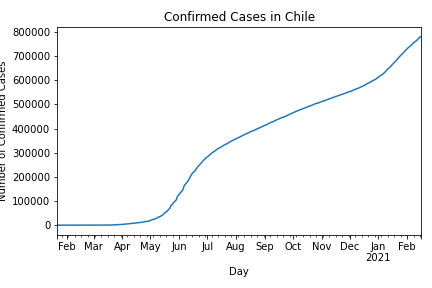 Confirmed Cases in Chile
800000
700000
600000
500000
400000
300000
200000
100000
0
Number of Confirmed Cases
Feb Mar Apr May Jun Jul Aug Sep Oct Nov Dec Jan Feb
2021
Day